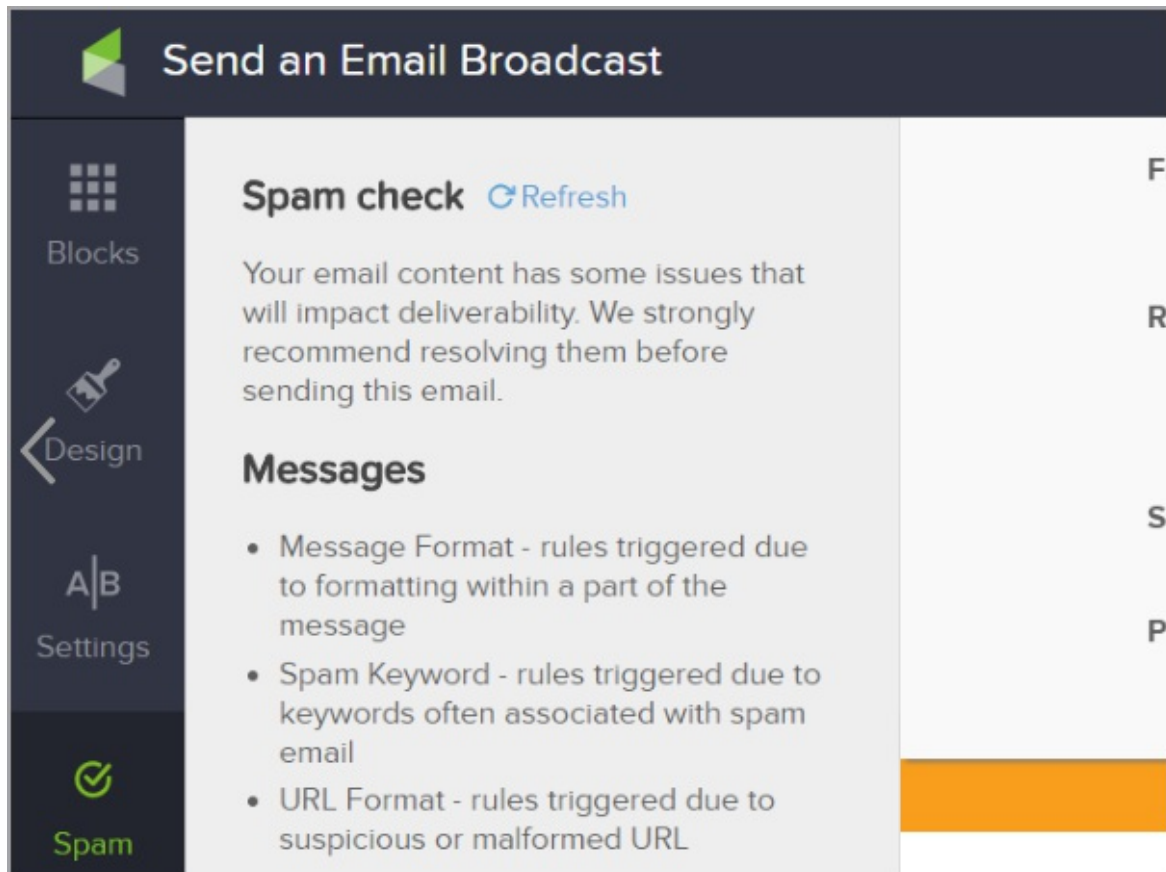 Send an Email Broadcast
Blocks
Design
A|B
Settings
Spam
Spam check Refresh
Your email content has some issues that
will impact deliverability. We strongly
recommend resolving them before
sending this email.
Messages
• Message Format - rules triggered due
to formatting within a part of the
message
• Spam Keyword - rules triggered due to
keywords often associated with spam
email
• URL Format - rules triggered due to
suspicious or malformed URL
F
R
S
P